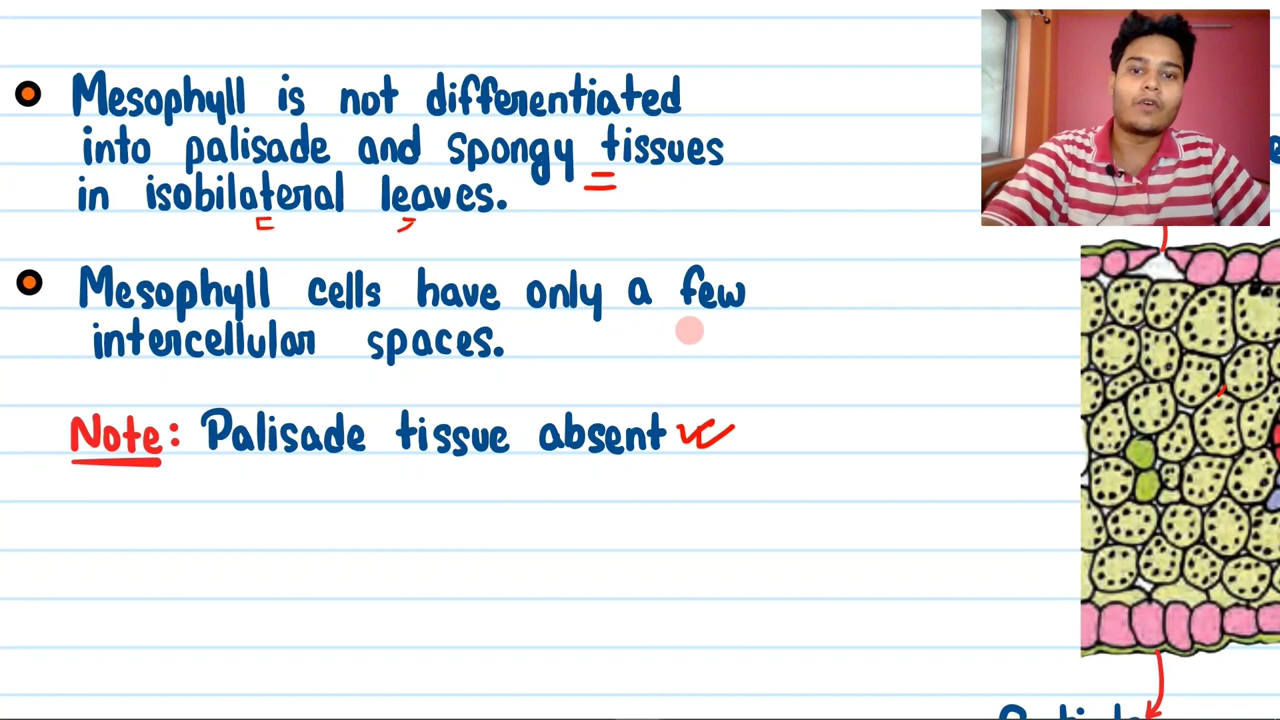 Mesophyll is not differentiated
into palisade and spongy tissues
in isobilateral leaves.
Mesophyll cells have only a few
intercellular spaces.
Note: Palisade tissue absent